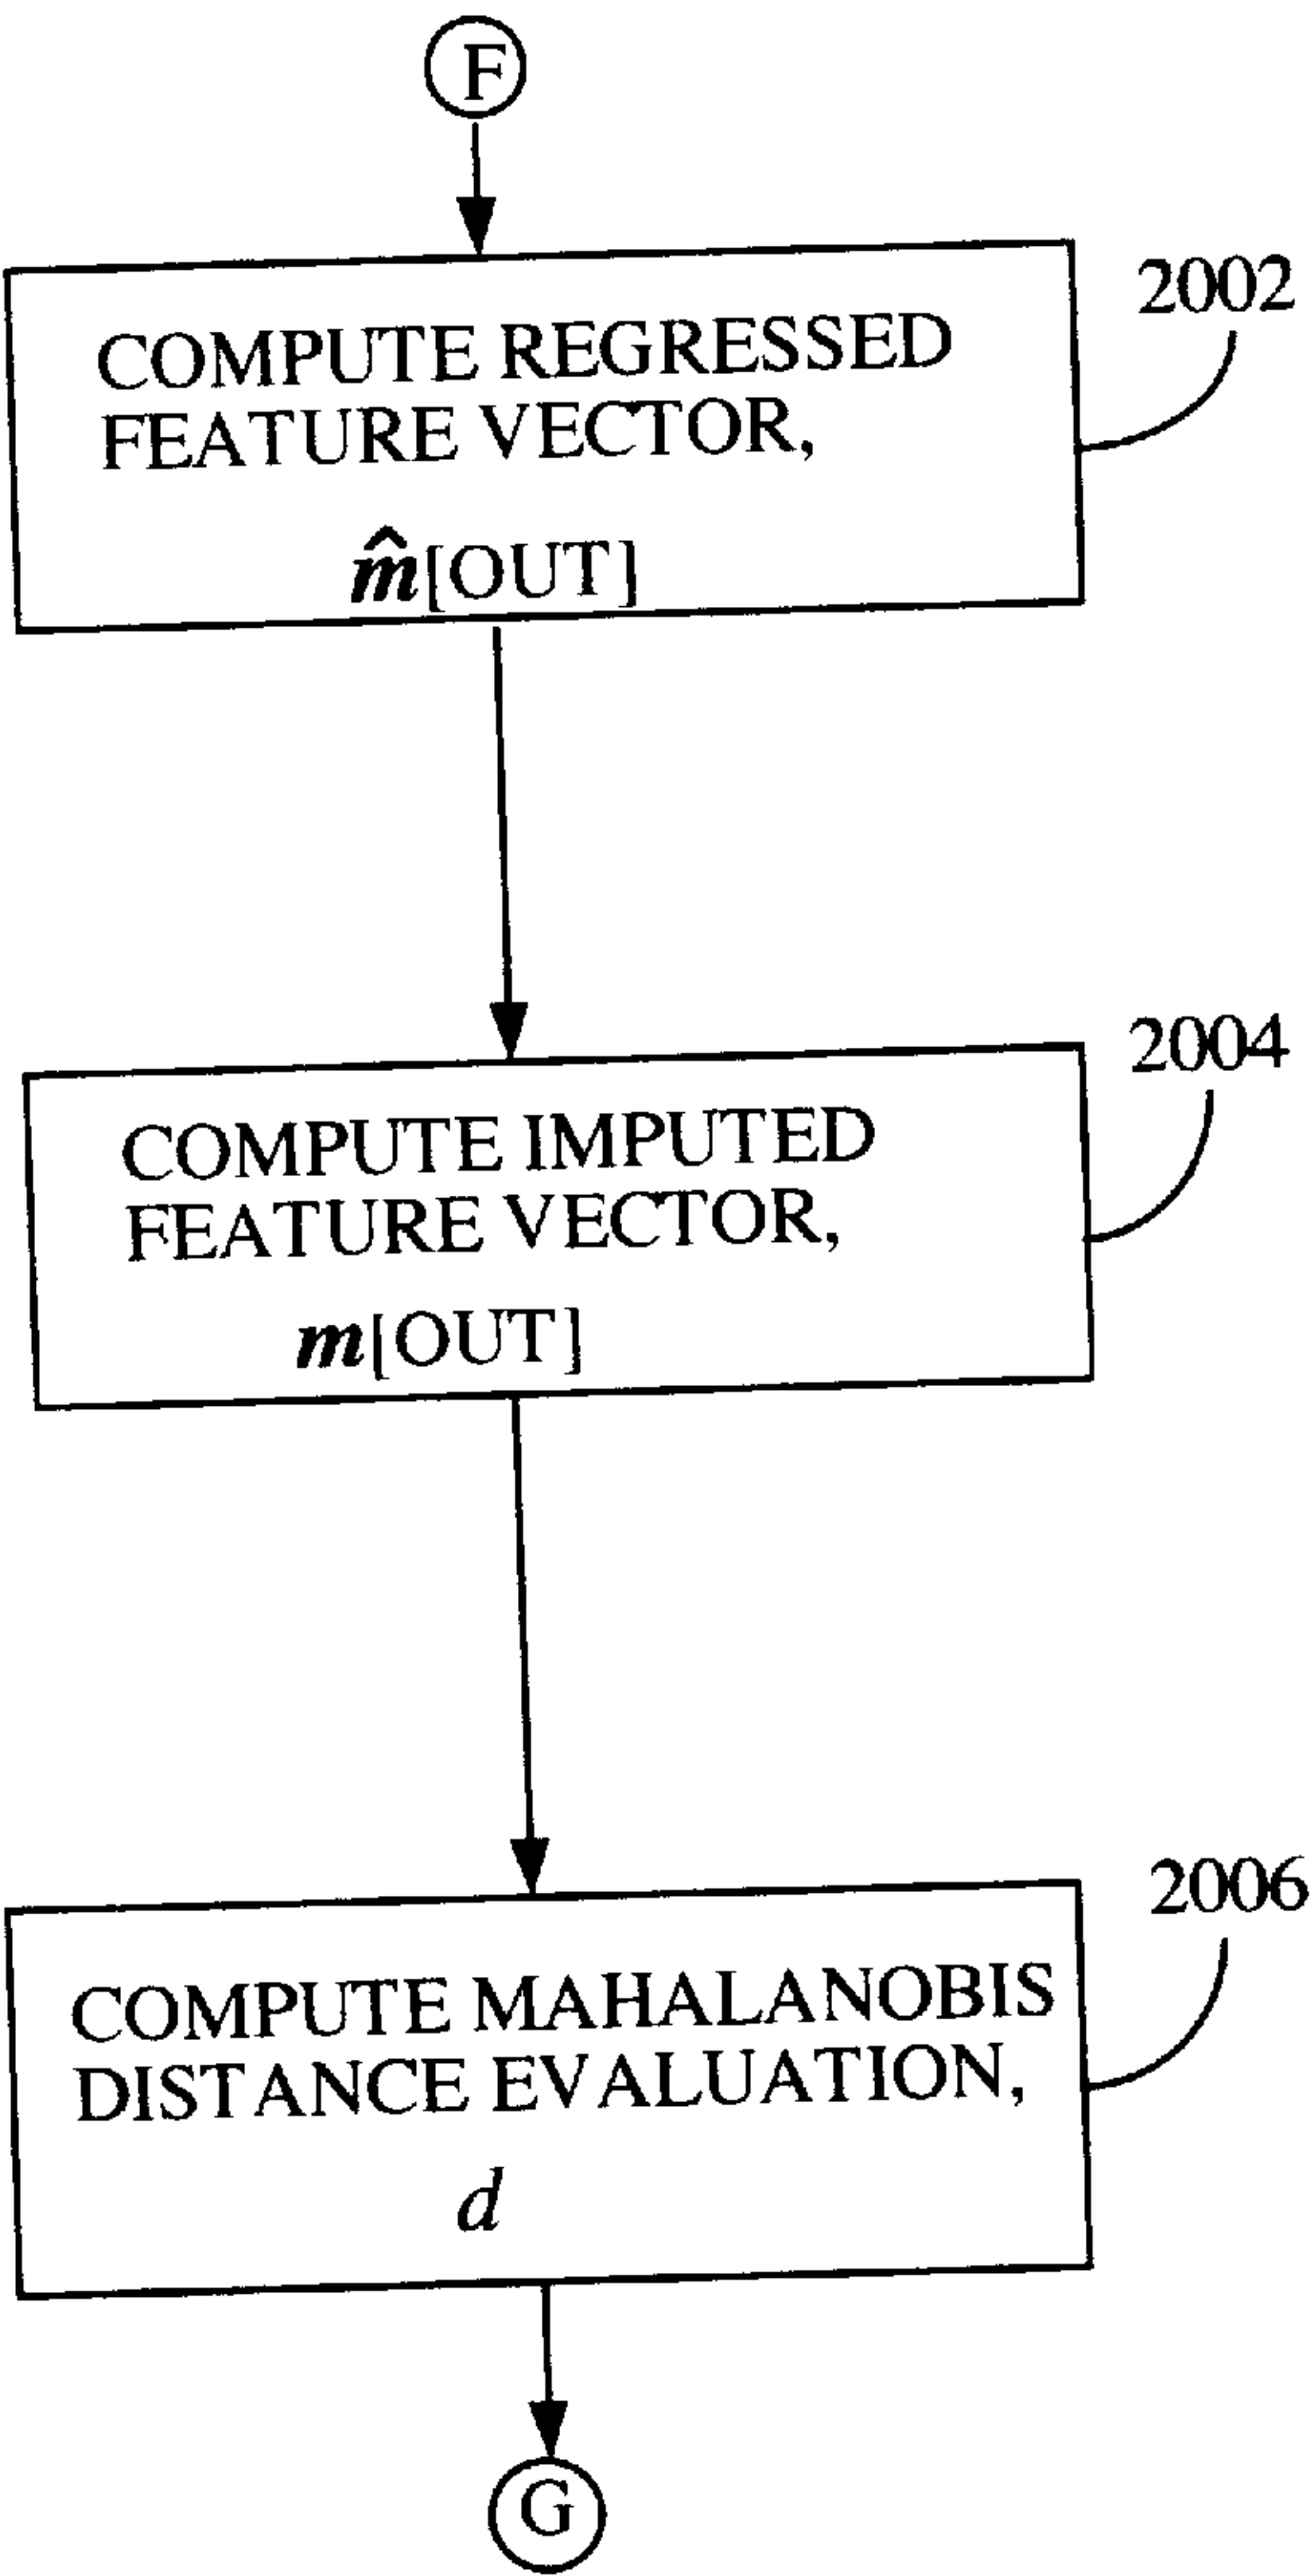 F
2002
COMPUTE REGRESSED
FEATURE VECTOR,
m̂[OUT]
2004
COMPUTE IMPUTED
FEATURE VECTOR,
m[OUT]
2006
COMPUTE MAHALANOBIS
DISTANCE EVALUATION,
d
G